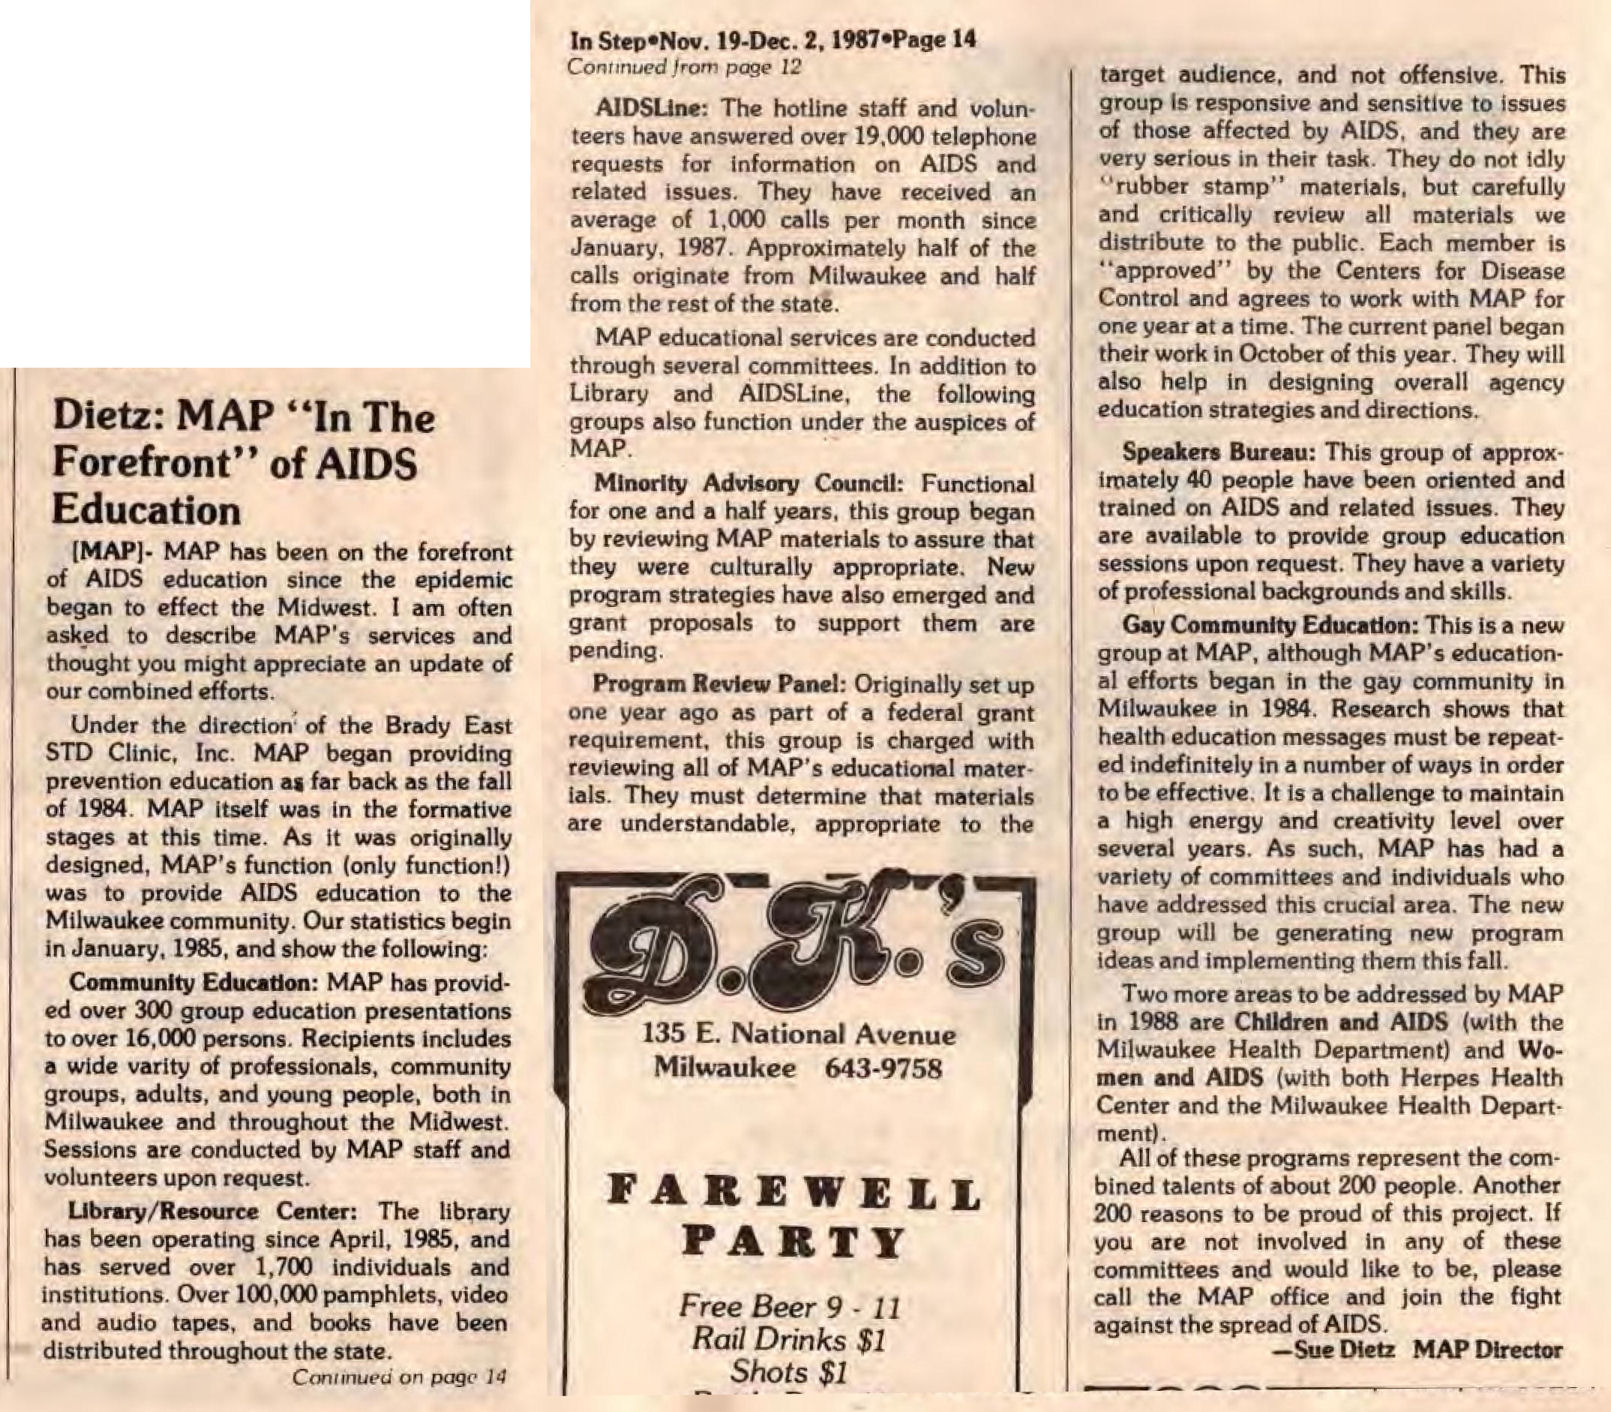 Dietz: MAP “In The
Forefront” of AIDS
Education
[MAP]- MAP has been on the forefront
of AIDS education since the epidemic
began to effect the Midwest. I am often
asked to describe MAP's services and
thought you might appreciate an update of
our combined efforts.
Under the direction of the Brady East
STD Clinic, Inc. MAP began providing
prevention education as far back as the fall
of 1984. MAP itself was in the formative
stages at this time. As it was originally
designed, MAP's function (only function!)
was to provide AIDS education to the
Milwaukee community. Our statistics begin
in January, 1985, and show the following:
Community Education: MAP has provid-
ed over 300 group education presentations
to over 16,000 persons. Recipients includes
a wide varity of professionals, community
groups, adults, and young people, both in
Milwaukee and throughout the Midwest.
Sessions are conducted by MAP staff and
volunteers upon request.
Library/Resource Center: The library
has been operating since April, 1985, and
has served over 1,700 individuals and
institutions. Over 100,000 pamphlets, video
and audio tapes, and books have been
distributed throughout the state.
Continued on page 14
In Step•Nov. 19-Dec. 2, 1987•Page 14
Continued from page 12
AIDSLine: The hotline staff and volun-
teers have answered over 19,000 telephone
requests for information on AIDS and
related issues. They have received an
average of 1,000 calls per month since
January, 1987. Approximately half of the
calls originate from Milwaukee and half
from the rest of the state.
MAP educational services are conducted
through several committees. In addition to
Library and AIDSLine, the following
groups also function under the auspices of
MAP.
Minority Advisory Council: Functional
for one and a half years, this group began
by reviewing MAP materials to assure that
they were culturally appropriate. New
program strategies have also emerged and
grant proposals to support them are
pending.
Program Review Panel: Originally set up
one year ago as part of a federal grant
requirement, this group is charged with
reviewing all of MAP's educational mater-
ials. They must determine that materials
are understandable, appropriate to the
target audience, and not offensive. This
group is responsive and sensitive to issues
of those affected by AIDS, and they are
very serious in their task. They do not idly
“rubber stamp” materials, but carefully
and critically review all materials we
distribute to the public. Each member is
“approved” by the Centers for Disease
Control and agrees to work with MAP for
one year at a time. The current panel began
their work in October of this year. They will
also help in designing overall agency
education strategies and directions.
Speakers Bureau: This group of approx-
imately 40 people have been oriented and
trained on AIDS and related issues. They
are available to provide group education
sessions upon request. They have a variety
of professional backgrounds and skills.
Gay Community Education: This is a new
group at MAP, although MAP's education-
al efforts began in the gay community in
Milwaukee in 1984. Research shows that
health education messages must be repeat-
ed indefinitely in a number of ways in order
to be effective. It is a challenge to maintain
a high energy and creativity level over
several years. As such, MAP has had a
variety of committees and individuals who
have addressed this crucial area. The new
group will be generating new program
ideas and implementing them this fall.
Two more areas to be addressed by MAP
in 1988 are Children and AIDS (with the
Milwaukee Health Department) and Wo-
men and AIDS (with both Herpes Health
Center and the Milwaukee Health Depart-
ment).
All of these programs represent the com-
bined talents of about 200 people. Another
200 reasons to be proud of this project. If
you are not involved in any of these
committees and would like to be, please
call the MAP office and join the fight
against the spread of AIDS.
—Sue Dietz MAP Director
D.K.'s
135 E. National Avenue
Milwaukee 643-9758
FAREWELL
PARTY
Free Beer 9 - 11
Rail Drinks $1
Shots $1